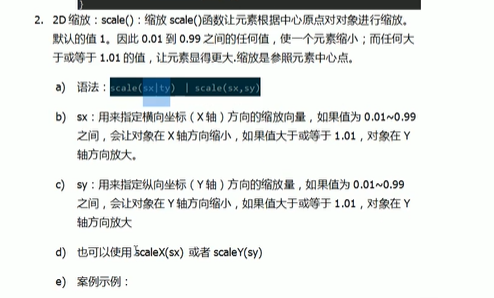 }
2. 2D 缩放：scale()：缩放 scale()函数让元素根据中心原点对对象进行缩放。
默认的值 1。因此 0.01 到 0.99 之间的任何值，使一个元素缩小；而任何大
于或等于 1.01 的值，让元素显得更大.缩放是参照元素中心点。
a) 语法：scale(sx|ty) | scale(sx,sy)
b) sx：用来指定横向坐标（X 轴）方向的缩放向量，如果值为 0.01~0.99
之间，会让对象在 X 轴方向缩小，如果值大于或等于 1.01，对象在 Y
轴方向放大。
c) sy：用来指定纵向坐标（Y 轴）方向的缩放量，如果值为 0.01~0.99
之间，会让对象在 Y 轴方向缩小，如果值大于或等于 1.01，对象在 Y
轴方向放大
d) 也可以使用 scaleX(sx) 或者 scaleY(sy)
e) 案例示例：